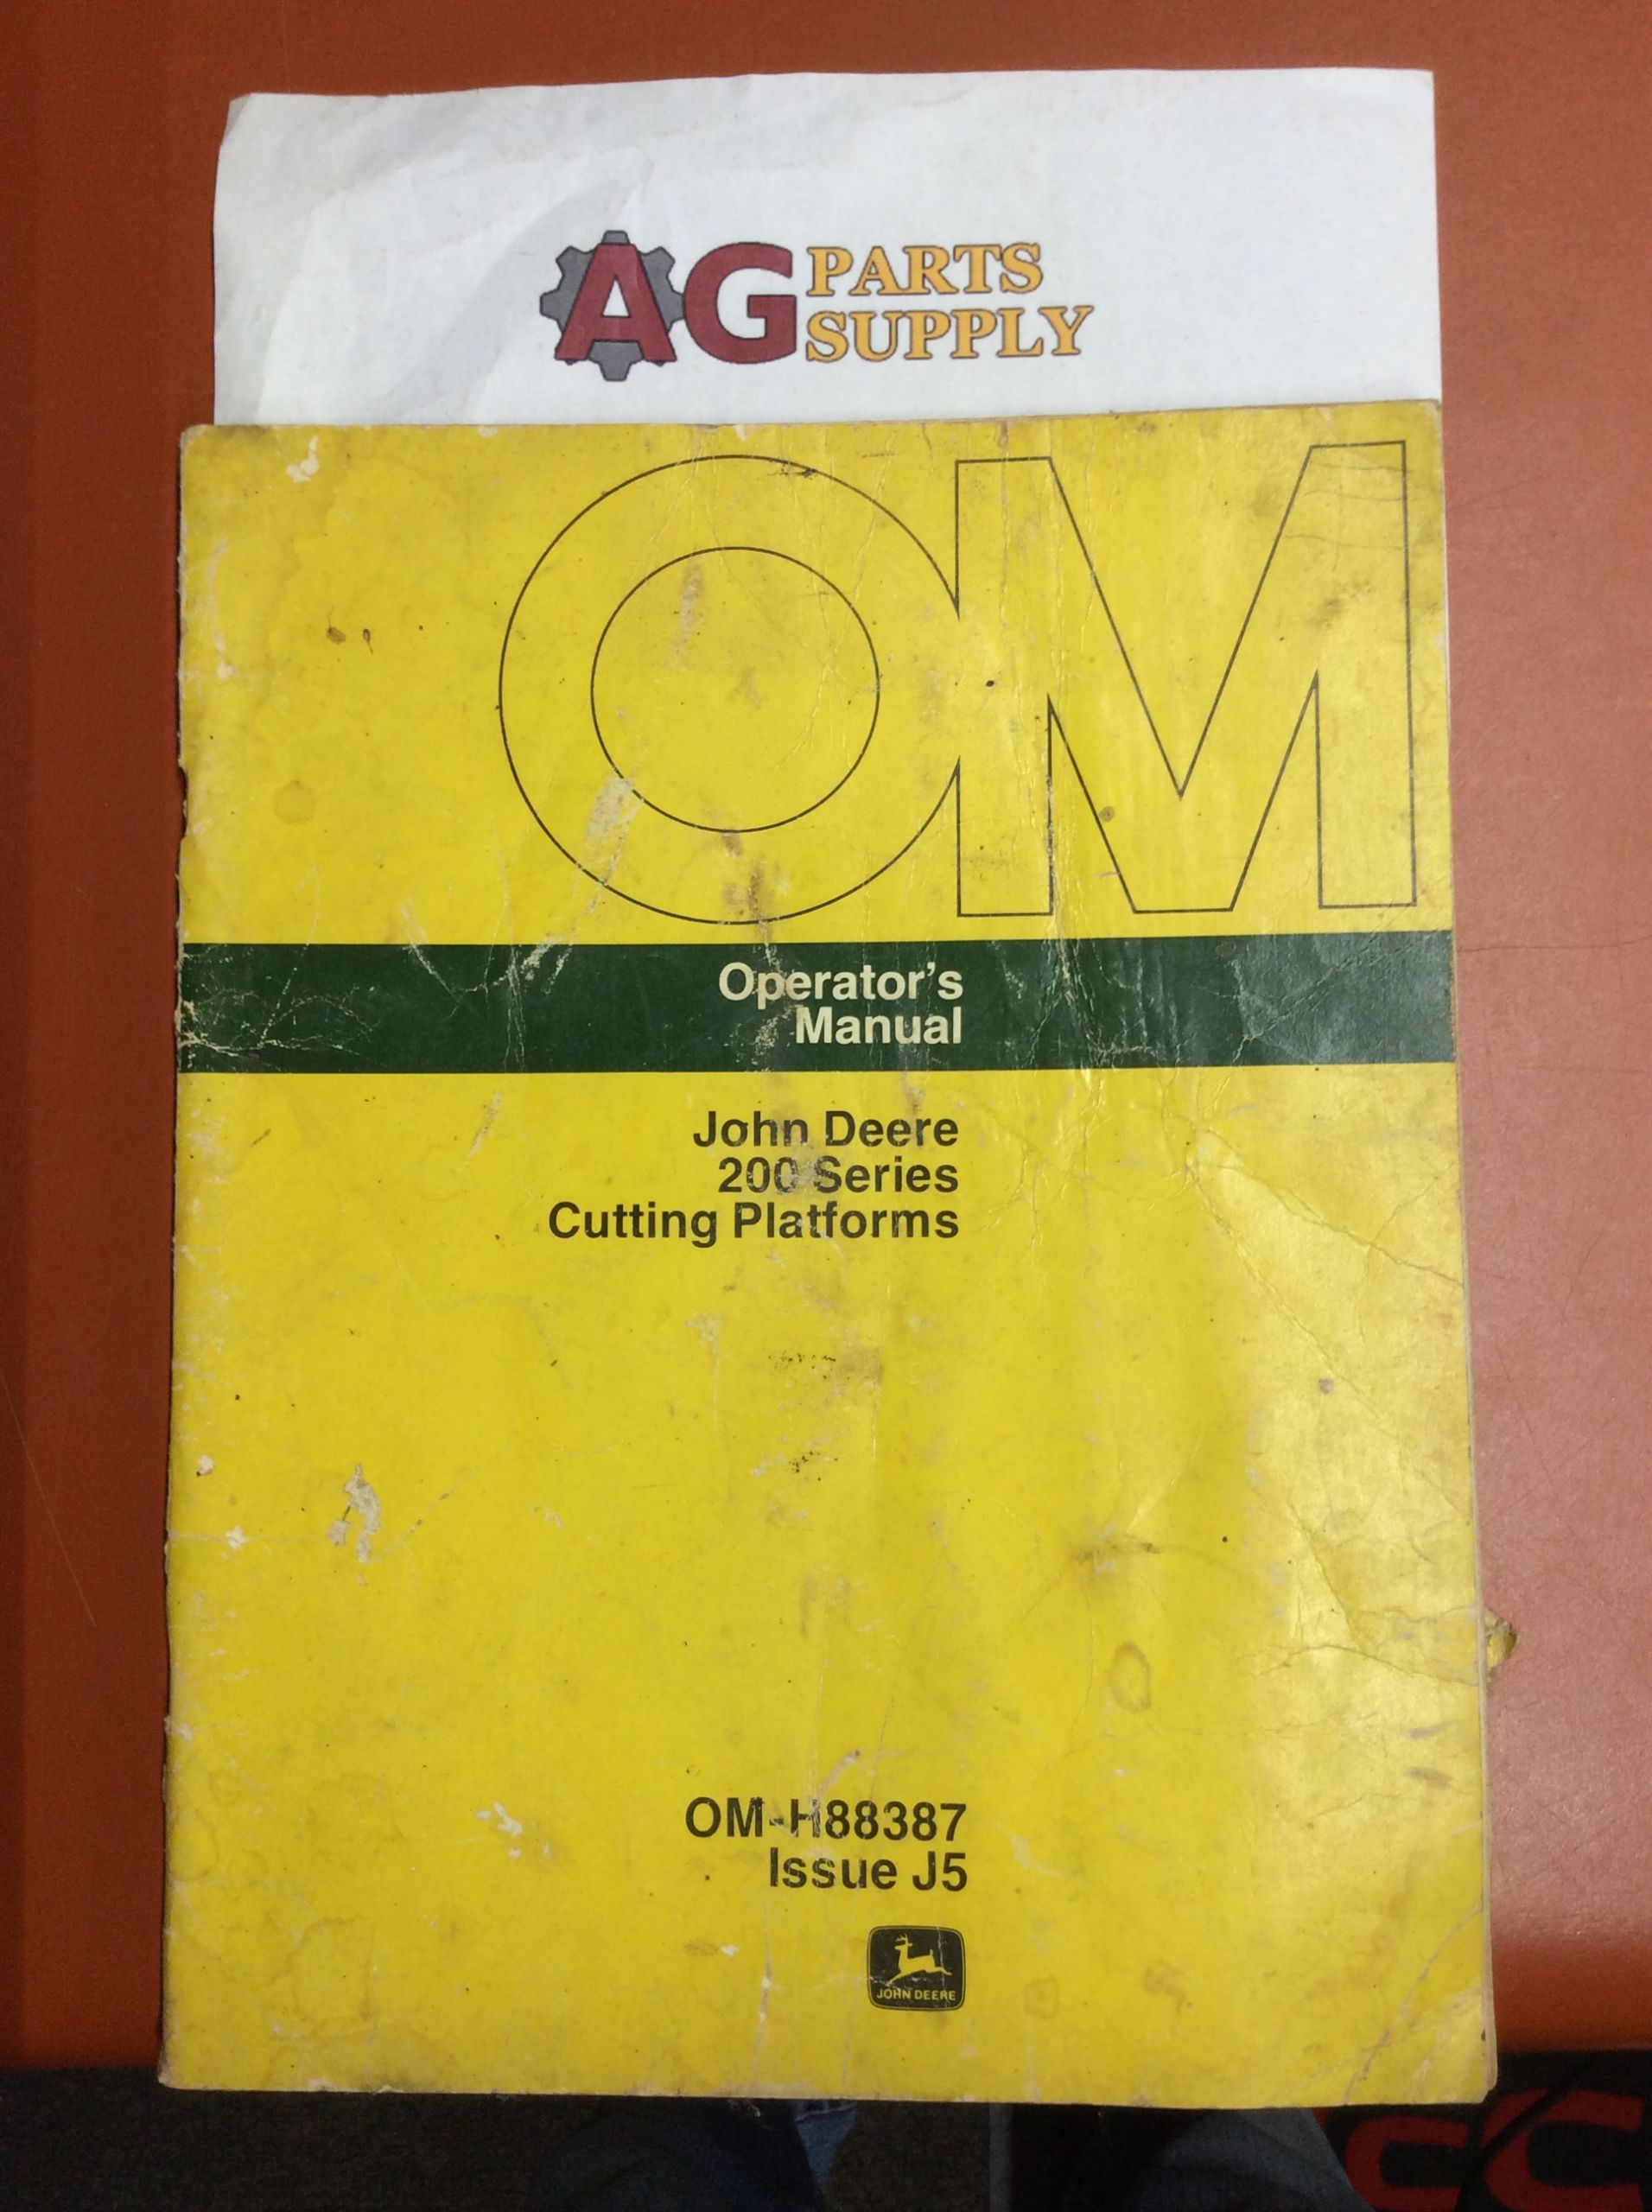 AG PARTS
SUPPLY
OM
Operator's
Manual
John Deere
200 Series
Cutting Platforms
OM-H88387
Issue J5
JOHN DEERE